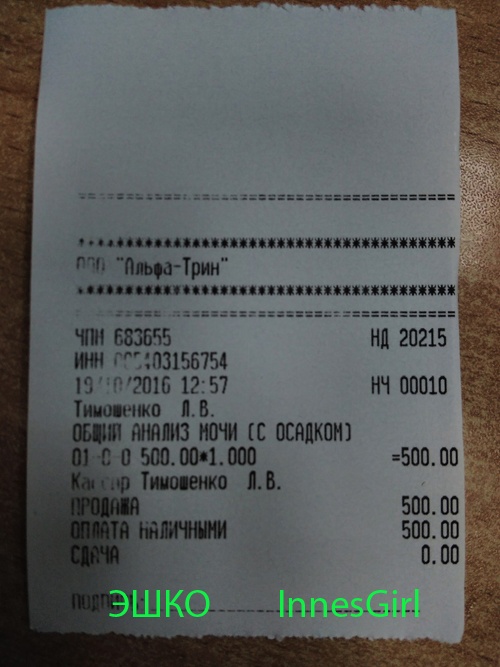 ==================================
**********************************
ООО "Альфа-Трин"
**********************************
==================================
ЧПМ 683655 НД 20215
ИНН 005403156754
19/10/2016 12:57 НЧ 00010
Тимошенко Л.В.
ОБЩИЙ АНАЛИЗ МОЧИ (С ОСАДКОМ)
01-0-0 500.00*1.000 =500.00
Кассир Тимошенко Л.В.
ПРОДАЖА 500.00
ОПЛАТА НАЛИЧНЫМИ 500.00
СДАЧА 0.00
ЭШКО InnesGirl